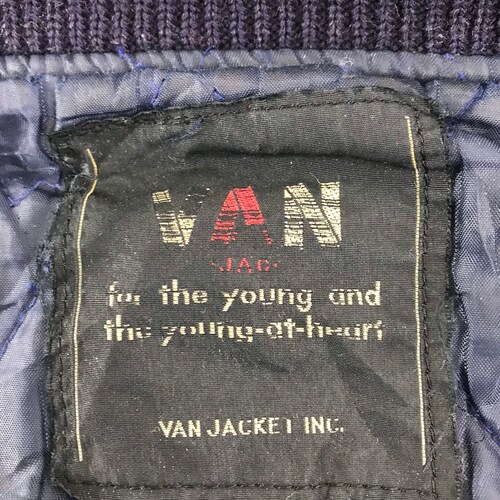 VAN
JAC
for the young and
the young-at-heart
VAN JACKET INC.